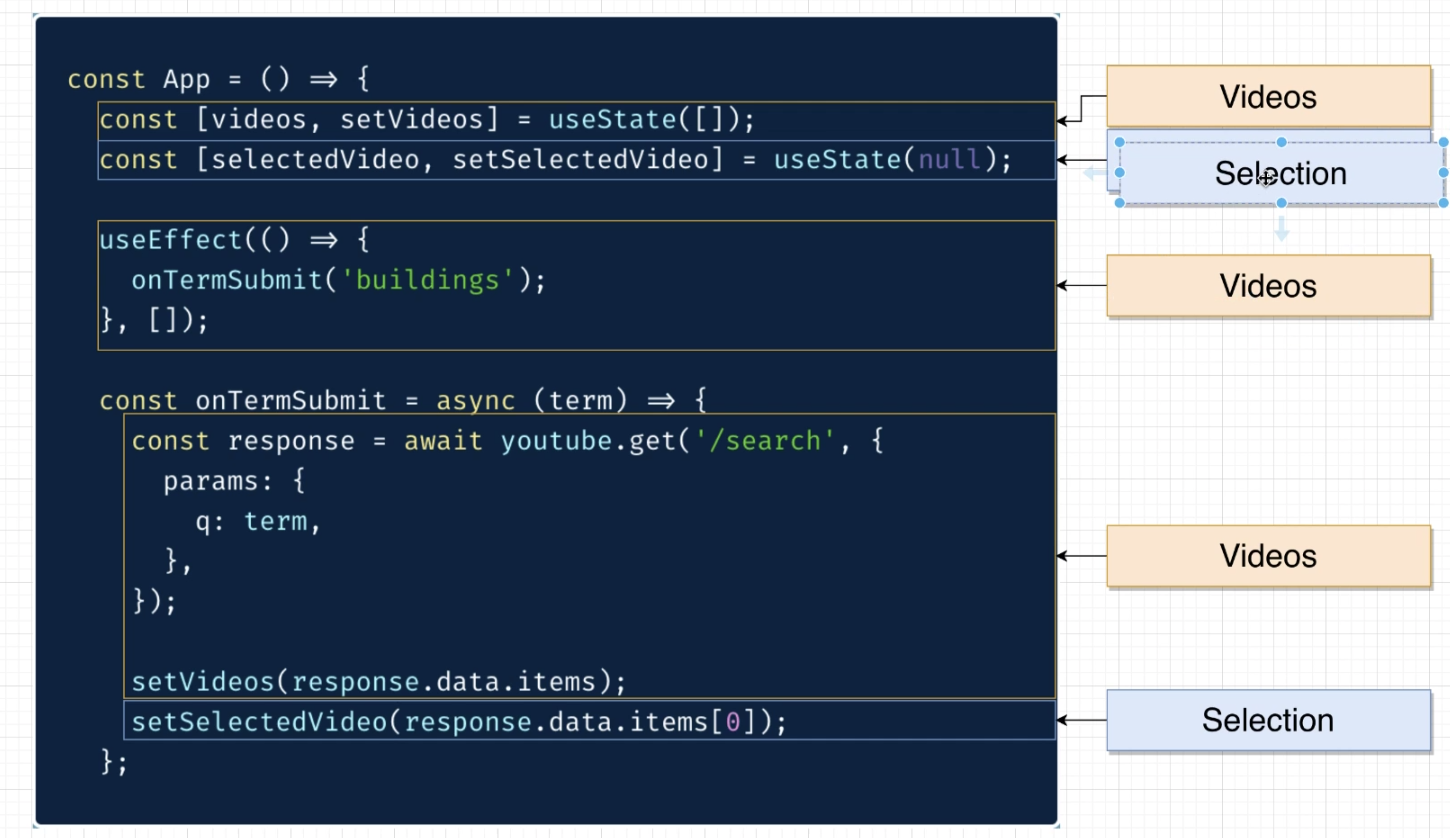 const App = () => {
const [videos, setVideos] = useState([]);
const [selectedVideo, setSelectedVideo] = useState(null);
useEffect(() => {
onTermSubmit('buildings');
}, []);
const onTermSubmit = async (term) => {
const response = await youtube.get('/search', {
params: {
q: term,
},
});
setVideos(response.data.items);
setSelectedVideo(response.data.items[0]);
};
Videos
Selection
Videos
Videos
Selection